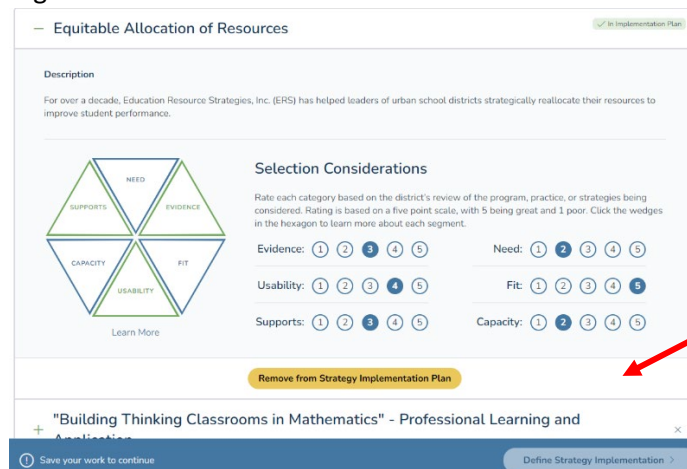 − Equitable Allocation of Resources
✓ In Implementation Plan
Description
For over a decade, Education Resource Strategies, Inc. (ERS) has helped leaders of urban school districts strategically reallocate their resources to
improve student performance.
NEED
SUPPORTS
EVIDENCE
CAPACITY
FIT
USABILITY
Learn More
Selection Considerations
Rate each category based on the district's review of the program, practice, or strategies being
considered. Rating is based on a five point scale, with 5 being great and 1 poor. Click the wedges
in the hexagon to learn more about each segment.
Evidence: 1 2 3 4 5
Need: 1 2 3 4 5
Usability: 1 2 3 4 5
Fit: 1 2 3 4 5
Supports: 1 2 3 4 5
Capacity: 1 2 3 4 5
Remove from Strategy Implementation Plan
+ "Building Thinking Classrooms in Mathematics" - Professional Learning and
Application
×
Save your work to continue
Define Strategy Implementation >